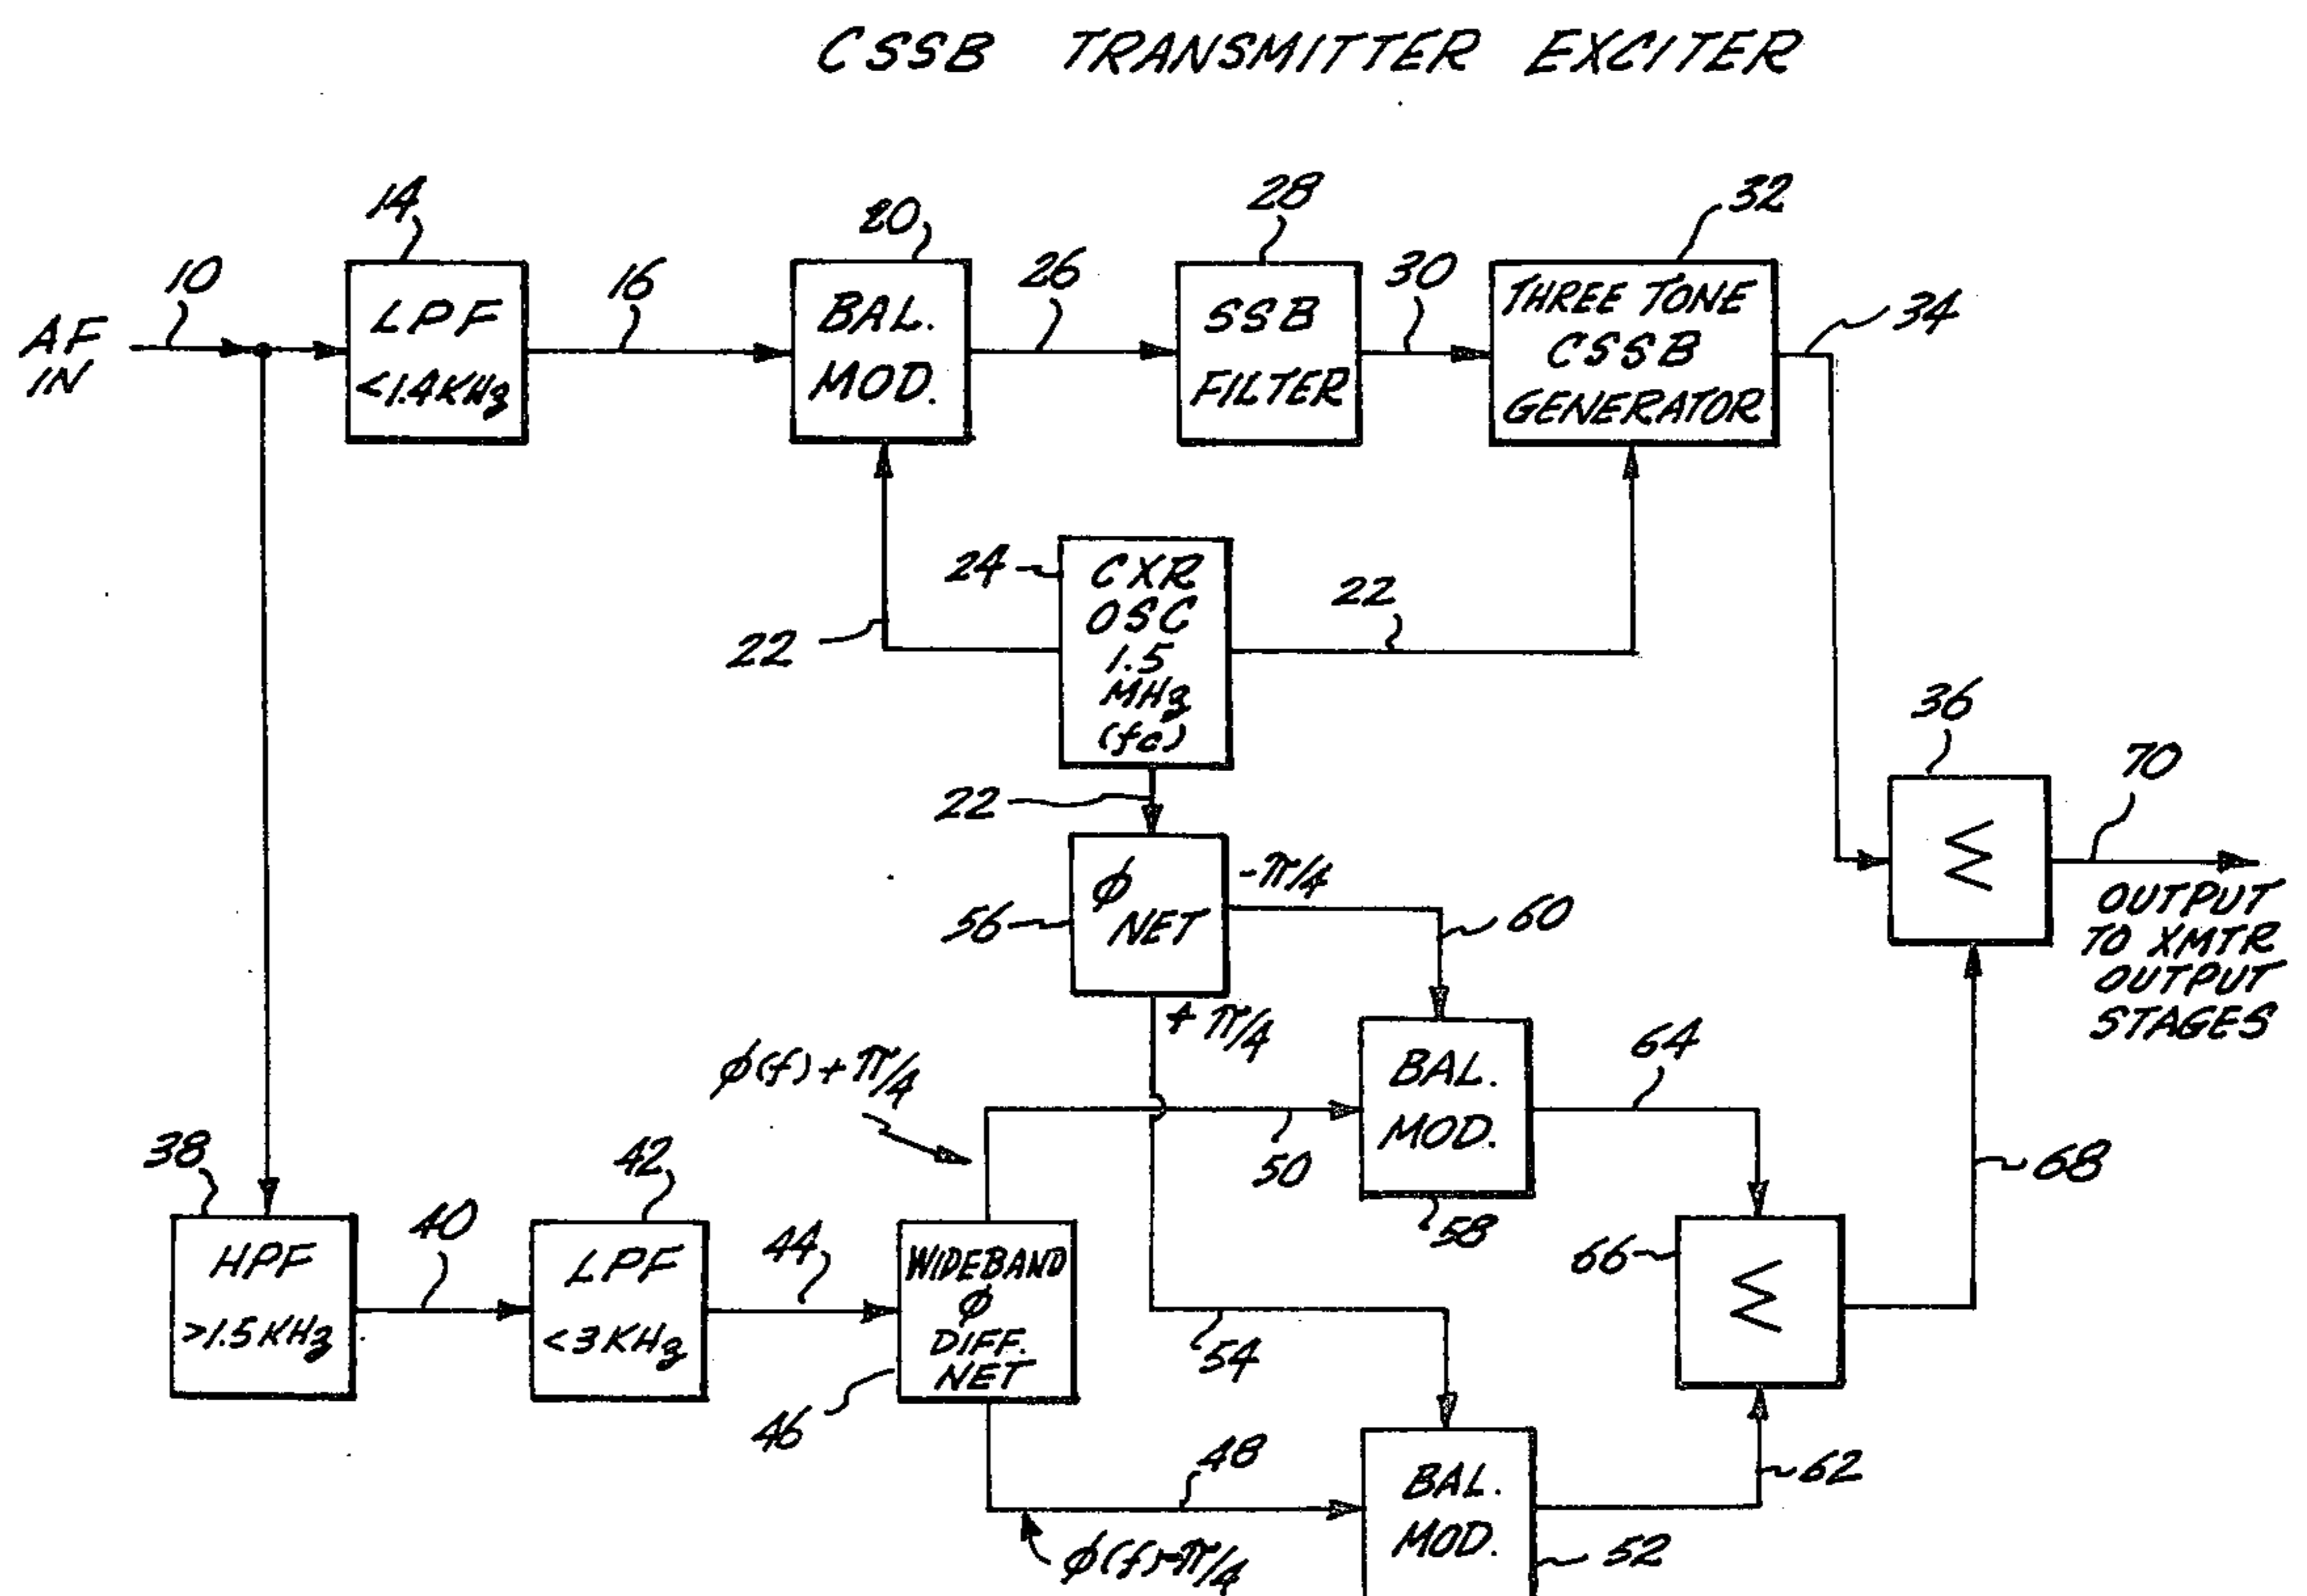 CSSB TRANSMITTER EXCITER
14
20
28
32
10
16
26
30
34
AF
IN
LPF
<1.4KHz
BAL.
MOD.
SSB
FILTER
THREE TONE
CSSB
GENERATOR
24
CXR
OSC
1.5
MHz
(fc)
22
22
22
36
70
Σ
OUTPUT
TO XMTR
OUTPUT
STAGES
56
ϕ
NET
-π/4
+π/4
60
ϕ(f)+π/4
BAL.
MOD.
64
50
58
68
38
40
42
44
HPF
>1.5KHz
LPF
<3KHz
WIDEBAND
ϕ
DIFF.
NET
46
54
66
Σ
48
ϕ(f)-π/4
BAL.
MOD.
62
52